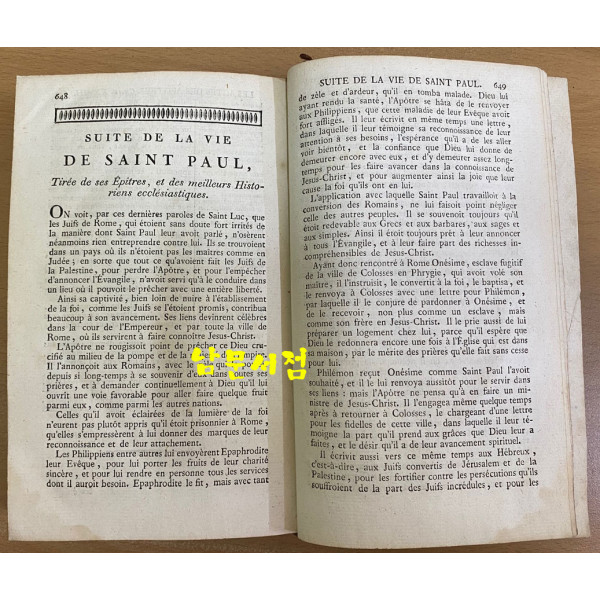 648
SUITE DE LA VIE
DE SAINT PAUL,
Tirée de ses Épitres, et des meilleurs Histo-
riens ecclésiastiques.
ON voit, par ces dernières paroles de Saint Luc, que
les Juifs de Rome, qui étoient sans doute fort irrités de
la manière dont Saint Paul leur avoit parlé, n'osèrent
néanmoins rien entreprendre contre lui. Ils se trouvoient
dans un pays où ils n'étoient pas les maîtres comme en
Judée; en sorte que tout ce qu'avoient fait les Juifs de
la Palestine, pour perdre l'Apôtre, et pour l'empécher
d'annoncer l'Évangile, n'avoit servi qu'à le conduire dans
un lieu où il pouvoit le prêcher avec une entière liberté.
Ainsi sa captivité, bien loin de nuire à l'établissement
de la foi, comme les Juifs se l'étoient promis, contribua
beaucoup à son avancement. Ses liens devinrent célèbres
dans la cour de l'Empereur, et par toute la ville de
Rome, où ils servirent à faire connoître Jesus-Christ.
L'Apôtre ne rougissoit point de prêcher ce Dieu cru-
cifié au milieu de la pompe et de la
Il l'annonçoit aux Romains, avec le
depuis si long-temps à se souvenir d'eux dans toutes ses
prières, et à demander continuellement à Dieu qu'il lui
ouvrît une voie favorable pour aller faire quelque fruit
parmi eux, comme parmi les autres nations.
Celles qu'il avoit éclairées de la lumière de la foi
n'eurent pas plutôt appris qu'il étoit prisonnier à Rome,
qu'elles s'empressèrent à lui donner des marques de leur
reconnoissance et de leur attachement.
Les Philippiens entre autres lui envoyèrent Epaphrodite
leur Evêque, pour lui porter les fruits de leur charité
sincère, et pour lui rendre en personne tous les services
dont il auroit besoin. Epaphrodite le fit, mais avec tant
남문서점
SUITE DE LA VIE DE SAINT PAUL. 649
de zèle et d'ardeur, qu'il en tomba malade. Dieu lui
ayant rendu la santé, l'Apôtre se hâta de le renvoyer
aux Philippiens, que cette maladie de leur Evêque avoit
fort affligés. Il leur écrivit en même temps une lettre,
dans laquelle il leur témoigne sa reconnoissance de leur
attention à ses besoins, l'espérance qu'il a de les aller
voir bientôt, et la confiance que Dieu lui donne de
demeurer encore avec eux, et d'y demeurer assez long-
temps pour les faire avancer dans la connoissance de
Jesus-Christ, et pour augmenter ainsi la joie que leur
cause la foi qu'ils ont en lui.
L'application avec laquelle Saint Paul travailloit à la
conversion des Romains, ne lui faisoit point négliger
celle des autres peuples. Il se souvenoit toujours qu'il
étoit redevable aux Grecs et aux barbares, aux sages et
aux simples. Ainsi il étoit toujours prêt à leur annoncer
à tous l'Évangile, et à leur faire part des richesses incom-
préhensibles de Jesus-Christ.
Ayant donc rencontré à Rome Onésime, esclave fugitif
de la ville de Colosses en Phrygie, qui avoit volé son
maître, il l'instruisit, le convertit à la foi, le baptisa, et
le renvoya à Colosses avec une lettre pour Philémon,
par laquelle il le conjure de pardonner à Onésime, et
de le recevoir, non plus comme un esclave, mais
comme son frère en Jesus-Christ. Il le prie aussi de lui
préparer un logement chez lui, parce qu'il espère que
Dieu le redonnera encore une fois à l'Église qui est dans
sa maison, par le mérite des prières qu'elle fait sans cesse
pour lui.
Philémon reçut Onésime comme Saint Paul l'avoit
souhaité, et il le lui renvoya aussitôt pour le servir dans
ses liens: mais l'Apôtre ne pensa qu'à en faire un mi-
nistre de Jesus-Christ. Il l'engagea même quelque temps
après à retourner à Colosses, le chargeant d'une lettre
pour les fidelles de cette ville, dans laquelle il leur té-
moigne la part qu'il prend aux grâces que Dieu leur a
faites, et le désir qu'il a de leur avancement spirituel.
Il écrivit aussi vers ce même temps aux Hébreux,
c'est-à-dire, aux Juifs convertis de Jérusalem et de la
Palestine, pour les fortifier contre les persécutions qu'ils
souffroient de la part des Juifs incrédules, et pour les